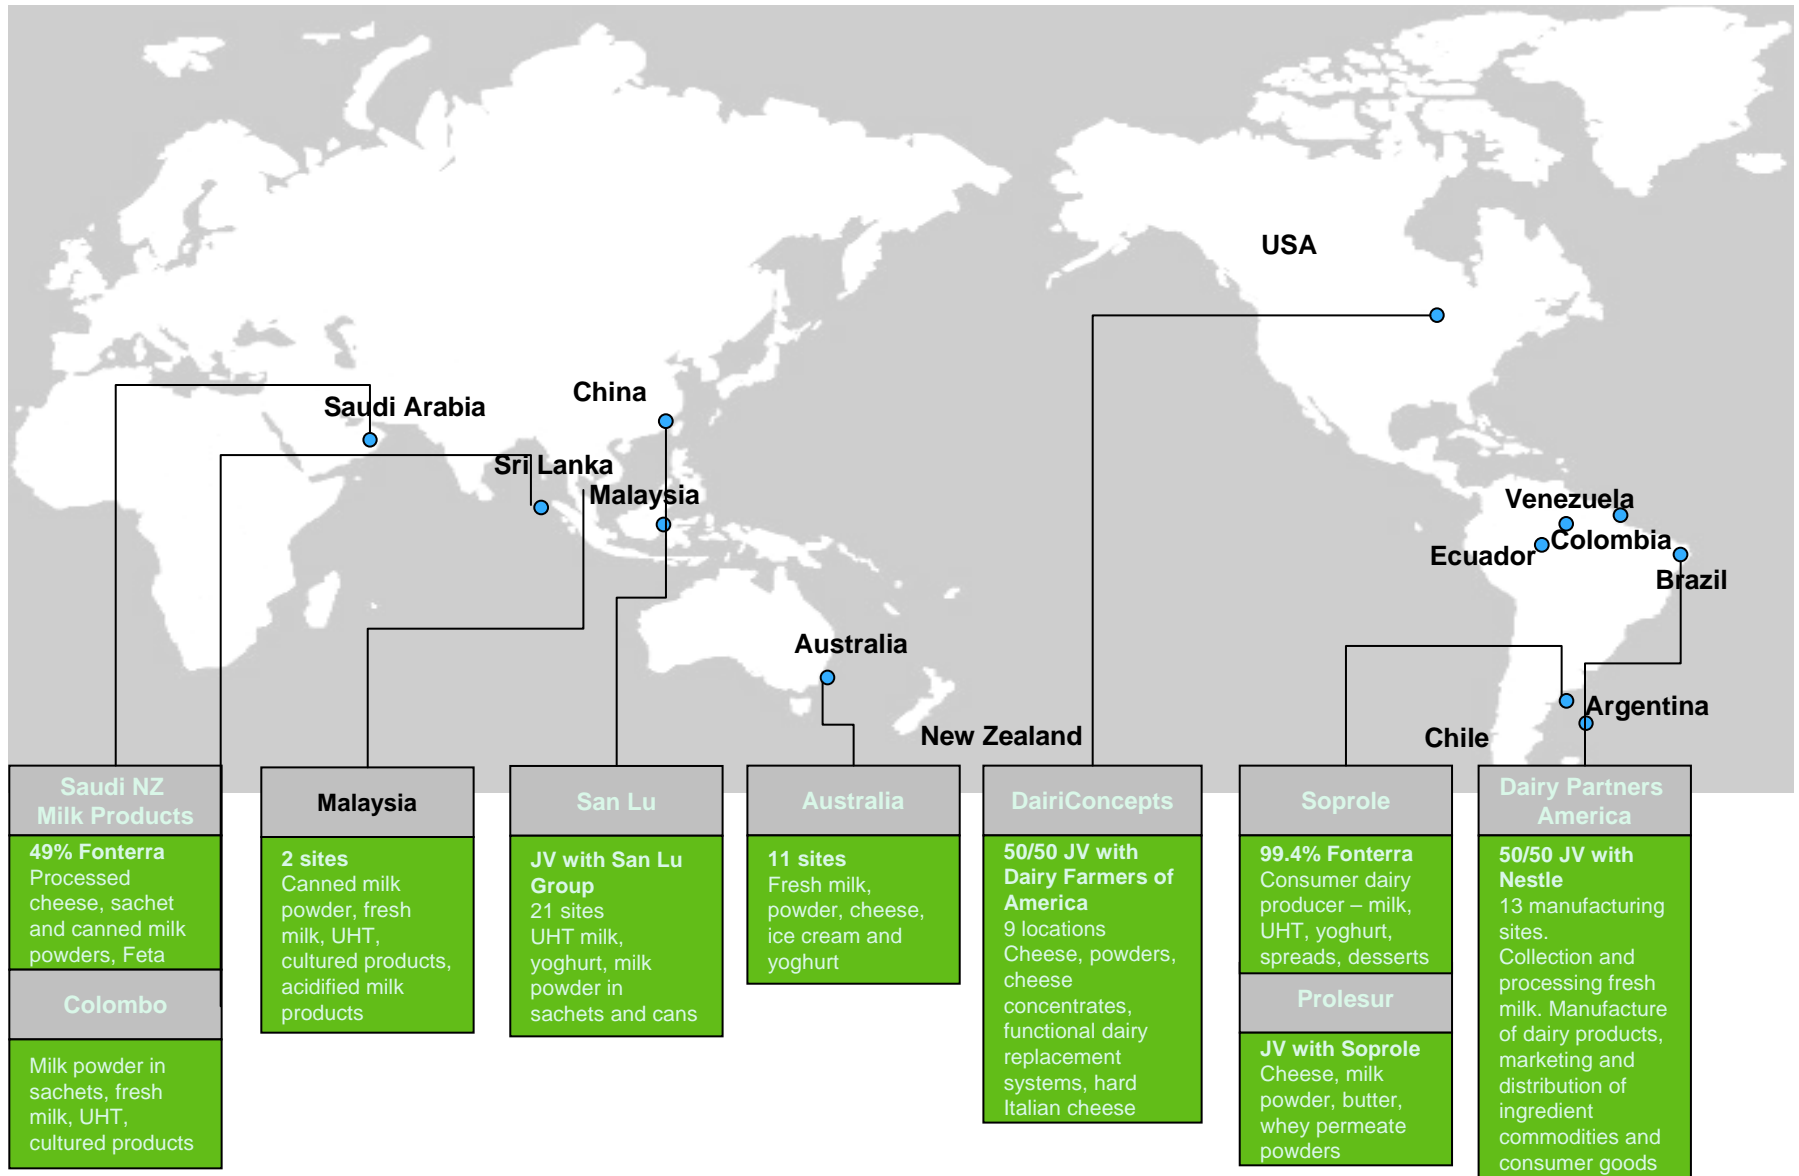 USA
China
Saudi Arabia
Sri Lanka
Malaysia
Venezuela
Colombia
Ecuador
Brazil
Australia
Argentina
New Zealand
Chile
Saudi NZ
Milk Products
49% Fonterra
Processed
cheese, sachet
and canned milk
powders, Feta
Colombo
Milk powder in
sachets, fresh
milk, UHT,
cultured products
Malaysia
2 sites
Canned milk
powder, fresh
milk, UHT,
cultured products,
acidified milk
products
San Lu
JV with San Lu
Group
21 sites
UHT milk,
yoghurt, milk
powder in
sachets and cans
Australia
11 sites
Fresh milk,
powder, cheese,
ice cream and
yoghurt
DairiConcepts
50/50 JV with
Dairy Farmers of
America
9 locations
Cheese, powders,
cheese
concentrates,
functional dairy
replacement
systems, hard
Italian cheese
Soprole
99.4% Fonterra
Consumer dairy
producer – milk,
UHT, yoghurt,
spreads, desserts
Prolesur
JV with Soprole
Cheese, milk
powder, butter,
whey permeate
powders
Dairy Partners
America
50/50 JV with
Nestle
13 manufacturing
sites.
Collection and
processing fresh
milk. Manufacture
of dairy products,
marketing and
distribution of
ingredient
commodities and
consumer goods